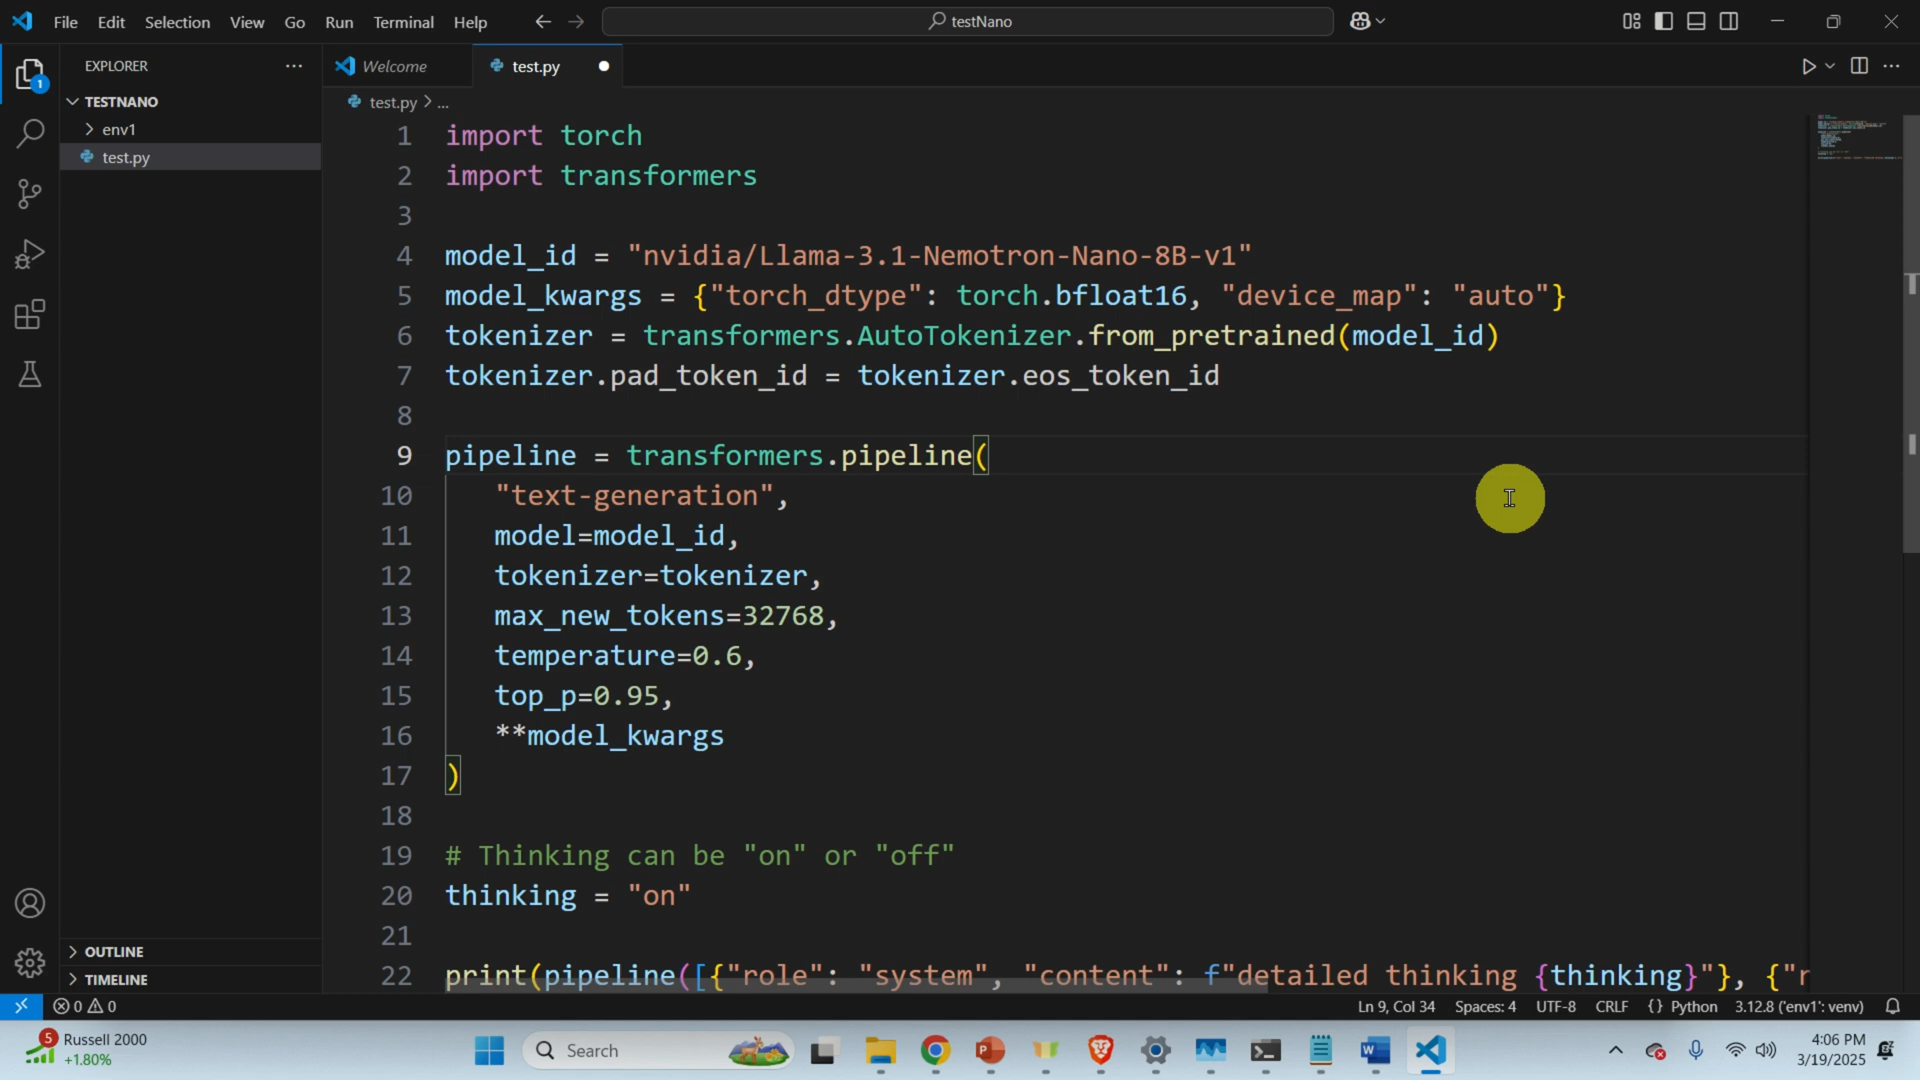 File Edit Selection View Go Run Terminal Help
testNano
EXPLORER
Welcome
test.py
1
TESTNANO
env1
test.py
test.py > ...
1 import torch
2 import transformers
3
4 model_id = "nvidia/Llama-3.1-Nemotron-Nano-8B-v1"
5 model_kwargs = {"torch_dtype": torch.bfloat16, "device_map": "auto"}
6 tokenizer = transformers.AutoTokenizer.from_pretrained(model_id)
7 tokenizer.pad_token_id = tokenizer.eos_token_id
8
9 pipeline = transformers.pipeline(
10 "text-generation",
11 model=model_id,
12 tokenizer=tokenizer,
13 max_new_tokens=32768,
14 temperature=0.6,
15 top_p=0.95,
16 **model_kwargs
17 )
18
19 # Thinking can be "on" or "off"
20 thinking = "on"
21
22 print(pipeline([{"role": "system", "content": f"detailed thinking {thinking}"}, {"r
OUTLINE
TIMELINE
0 0
Ln 9, Col 34 Spaces: 4 UTF-8 CRLF {} Python 3.12.8 ('env1': venv)
5
Russell 2000
+1.80%
Search
4:06 PM
3/19/2025